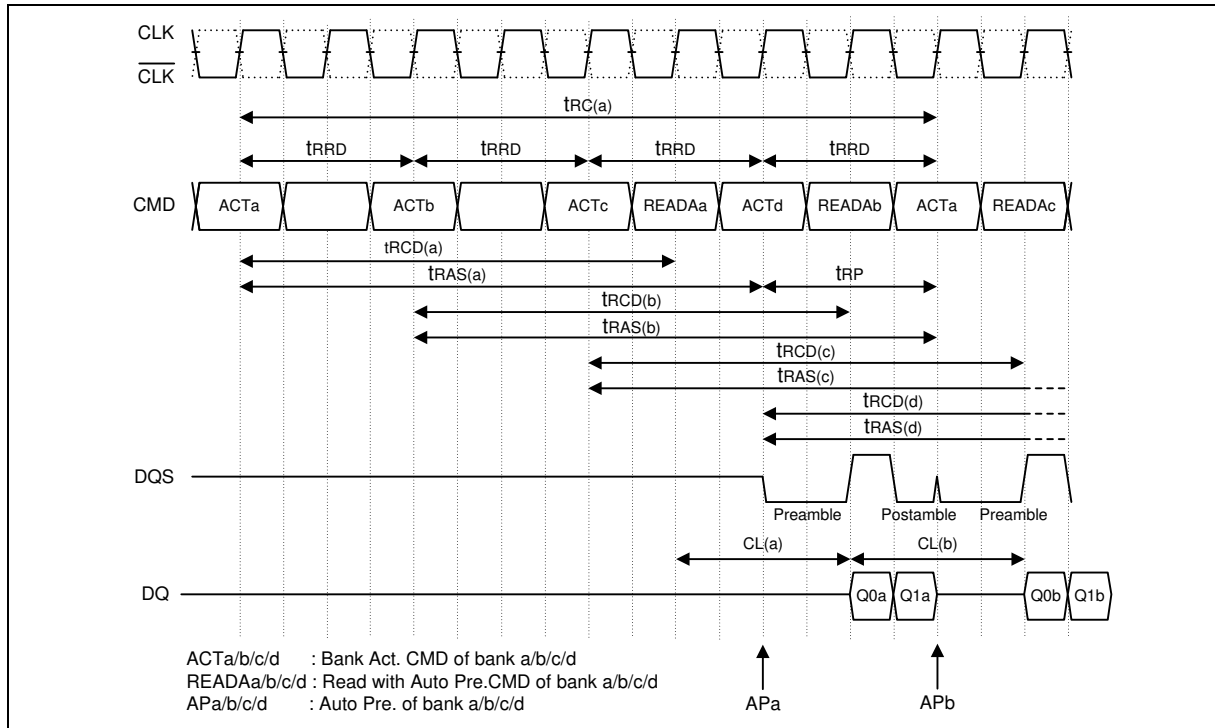 CLK
CLK
tRC(a)
tRRD tRRD tRRD tRRD
CMD ACTa ACTb ACTc READAa ACTd READAb ACTa READAc
tRCD(a)
tRAS(a) tRP
tRCD(b)
tRAS(b)
tRCD(c)
tRAS(c)
tRCD(d)
tRAS(d)
DQS
Preamble Postamble Preamble
CL(a) CL(b)
DQ Q0a Q1a Q0b Q1b
ACTa/b/c/d : Bank Act. CMD of bank a/b/c/d
READAa/b/c/d : Read with Auto Pre.CMD of bank a/b/c/d
APa/b/c/d : Auto Pre. of bank a/b/c/d
APa APb